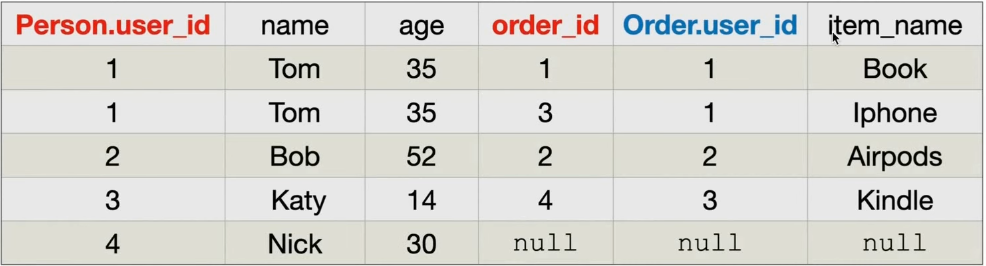 Person.user_id name age order_id Order.user_id item_name
1 Tom 35 1 1 Book
1 Tom 35 3 1 Iphone
2 Bob 52 2 2 Airpods
3 Katy 14 4 3 Kindle
4 Nick 30 null null null